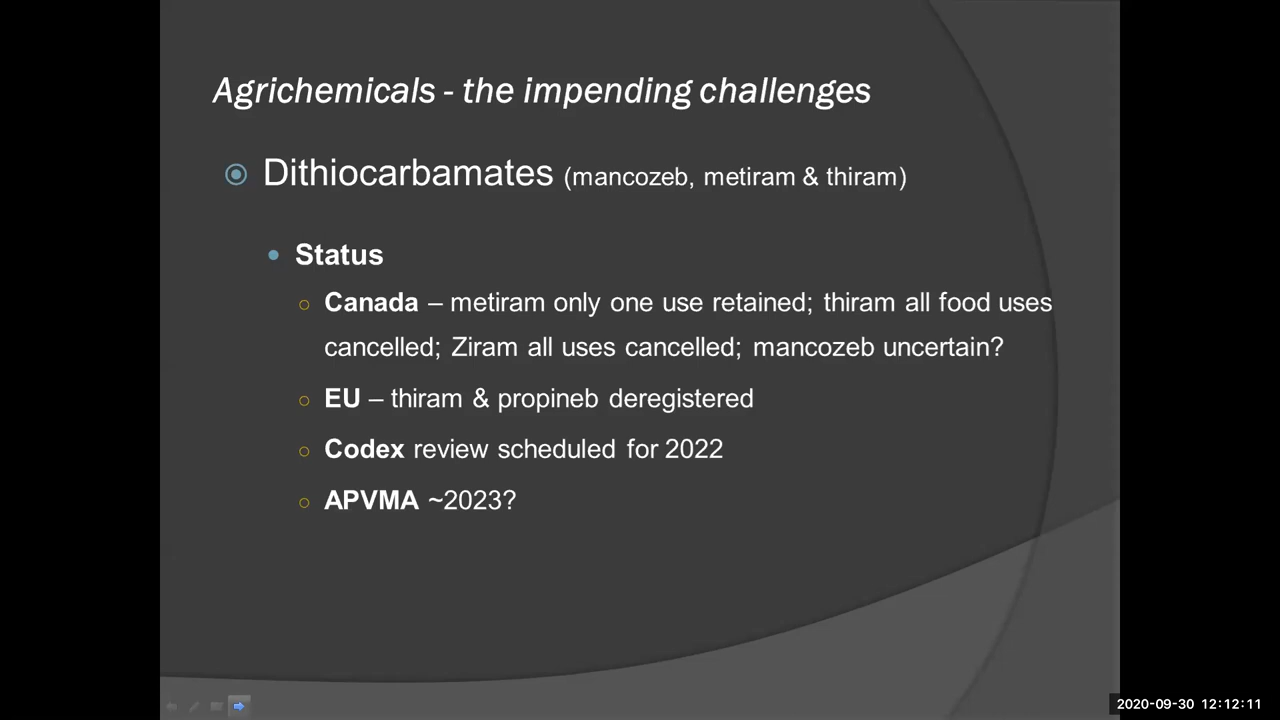 Agrichemicals - the impending challenges
Dithiocarbamates (mancozeb, metiram & thiram)
Status
Canada – metiram only one use retained; thiram all food uses
cancelled; Ziram all uses cancelled; mancozeb uncertain?
EU – thiram & propineb deregistered
Codex review scheduled for 2022
APVMA ~2023?
2020-09-30 12:12:11